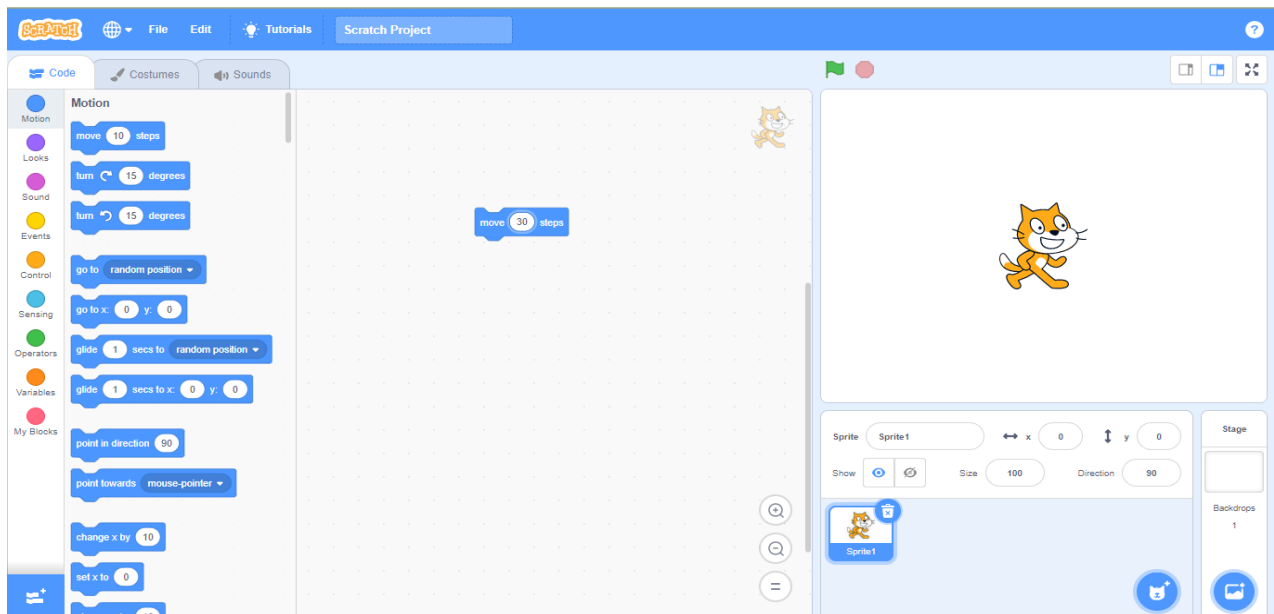 SCRATCH File Edit Tutorials Scratch Project ?
Code Costumes Sounds
Motion
Looks
Sound
Events
Control
Sensing
Operators
Variables
My Blocks
Motion
move 10 steps
turn 15 degrees
turn 15 degrees
go to random position
go to x: 0 y: 0
glide 1 secs to random position
glide 1 secs to x: 0 y: 0
point in direction 90
point towards mouse-pointer
change x by 10
set x to 0
move 30 steps
Sprite Sprite1 x 0 y 0
Show Size 100 Direction 90
Sprite1
Stage
Backdrops
1